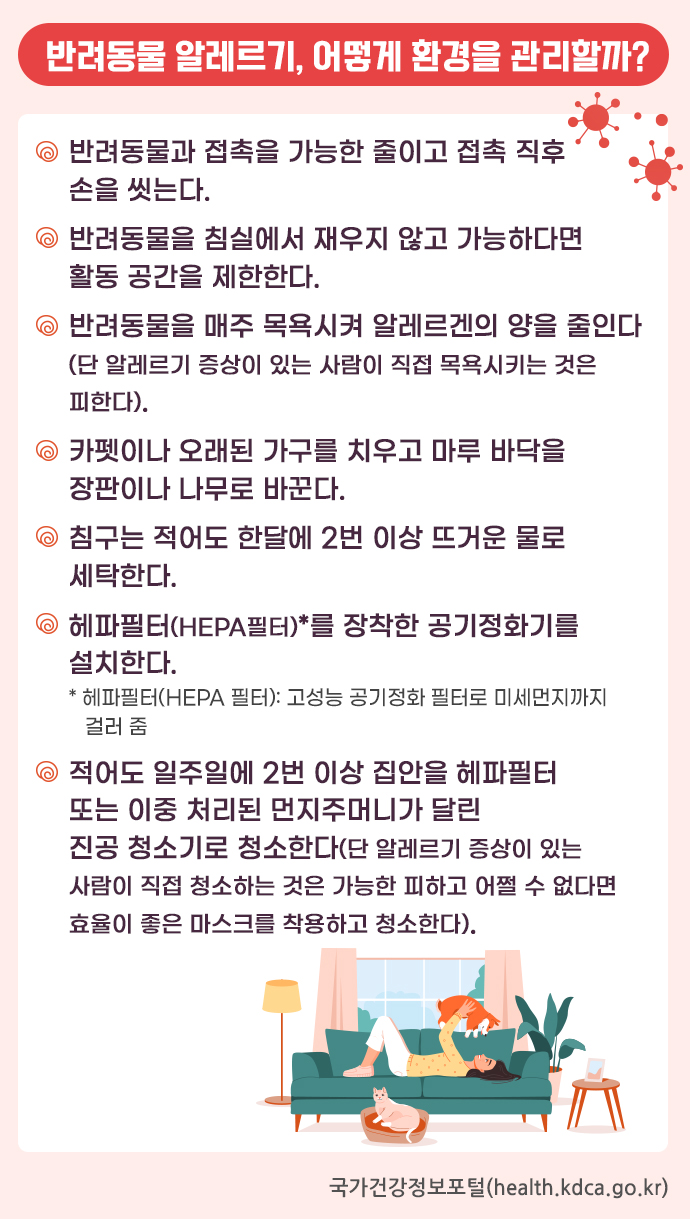 반려동물 알레르기, 어떻게 환경을 관리할까?
반려동물과 접촉을 가능한 줄이고 접촉 직후
손을 씻는다.
반려동물을 침실에서 재우지 않고 가능하다면
활동 공간을 제한한다.
반려동물을 매주 목욕시켜 알레르겐의 양을 줄인다
(단 알레르기 증상이 있는 사람이 직접 목욕시키는 것은
피한다).
카펫이나 오래된 가구를 치우고 마루 바닥을
장판이나 나무로 바꾼다.
침구는 적어도 한달에 2번 이상 뜨거운 물로
세탁한다.
헤파필터(HEPA필터)*를 장착한 공기정화기를
설치한다.
* 헤파필터(HEPA 필터): 고성능 공기정화 필터로 미세먼지까지
걸러 줌
적어도 일주일에 2번 이상 집안을 헤파필터
또는 이중 처리된 먼지주머니가 달린
진공 청소기로 청소한다(단 알레르기 증상이 있는
사람이 직접 청소하는 것은 가능한 피하고 어쩔 수 없다면
효율이 좋은 마스크를 착용하고 청소한다).
국가건강정보포털(health.kdca.go.kr)